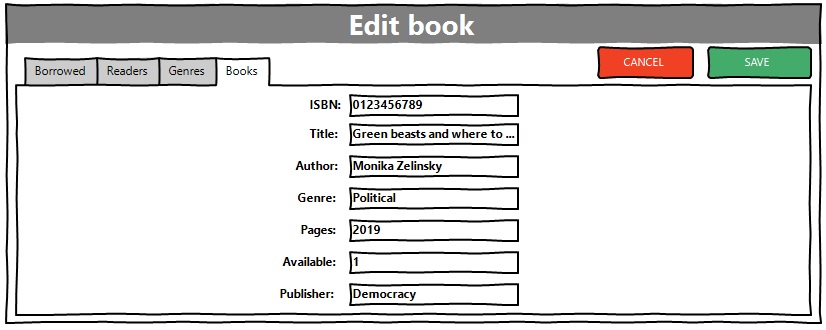 Edit book
CANCEL SAVE
Borrowed Readers Genres Books
ISBN: 0123456789
Title: Green beasts and where to ...
Author: Monika Zelinsky
Genre: Political
Pages: 2019
Available: 1
Publisher: Democracy